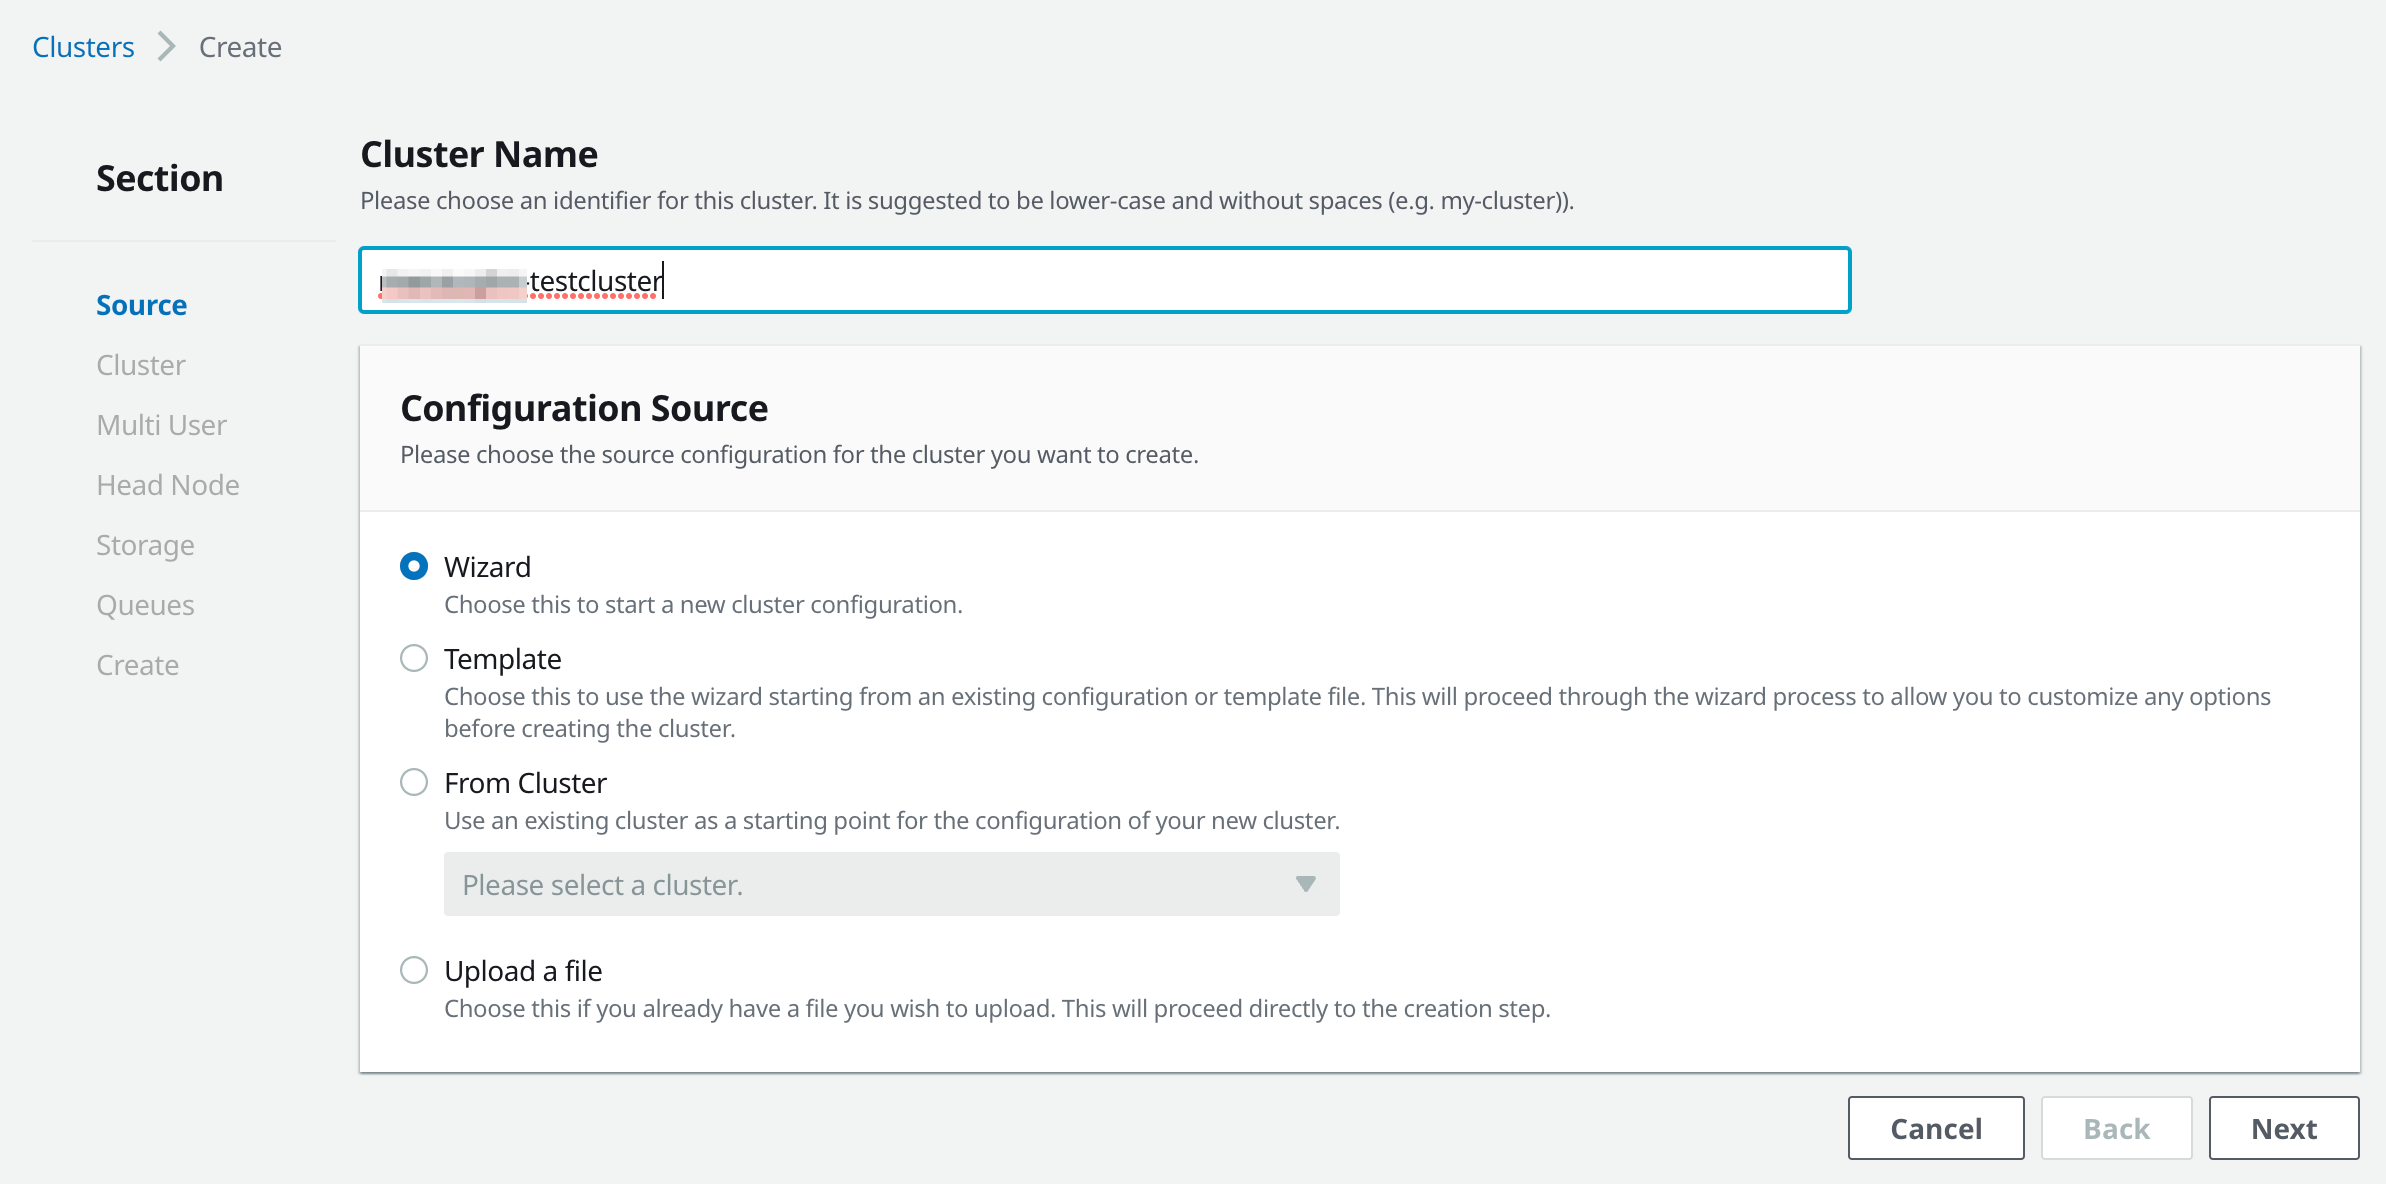 Clusters
Create
Section
Source
Cluster
Multi User
Head Node
Storage
Queues
Create
Cluster Name
Please choose an identifier for this cluster. It is suggested to be lower-case and without spaces (e.g. my-cluster)).
-testcluster
Configuration Source
Please choose the source configuration for the cluster you want to create.
Wizard
Choose this to start a new cluster configuration.
Template
Choose this to use the wizard starting from an existing configuration or template file. This will proceed through the wizard process to allow you to customize any options
before creating the cluster.
From Cluster
Use an existing cluster as a starting point for the configuration of your new cluster.
Please select a cluster.
Upload a file
Choose this if you already have a file you wish to upload. This will proceed directly to the creation step.
Cancel
Back
Next